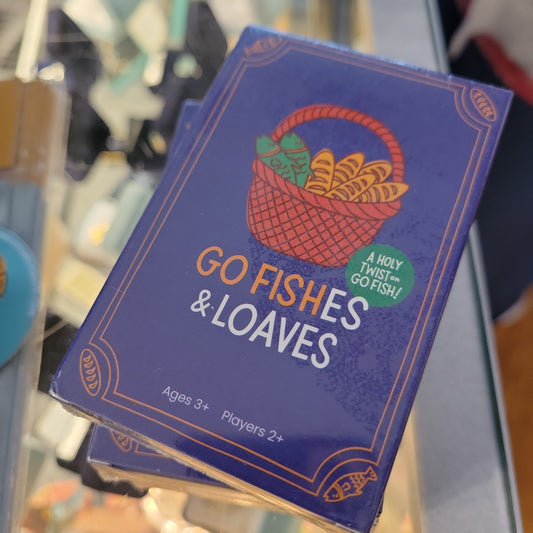 GO FISHES
& LOAVES
A HOLY
TWIST on
GO FISH!
Ages 3+ Players 2+